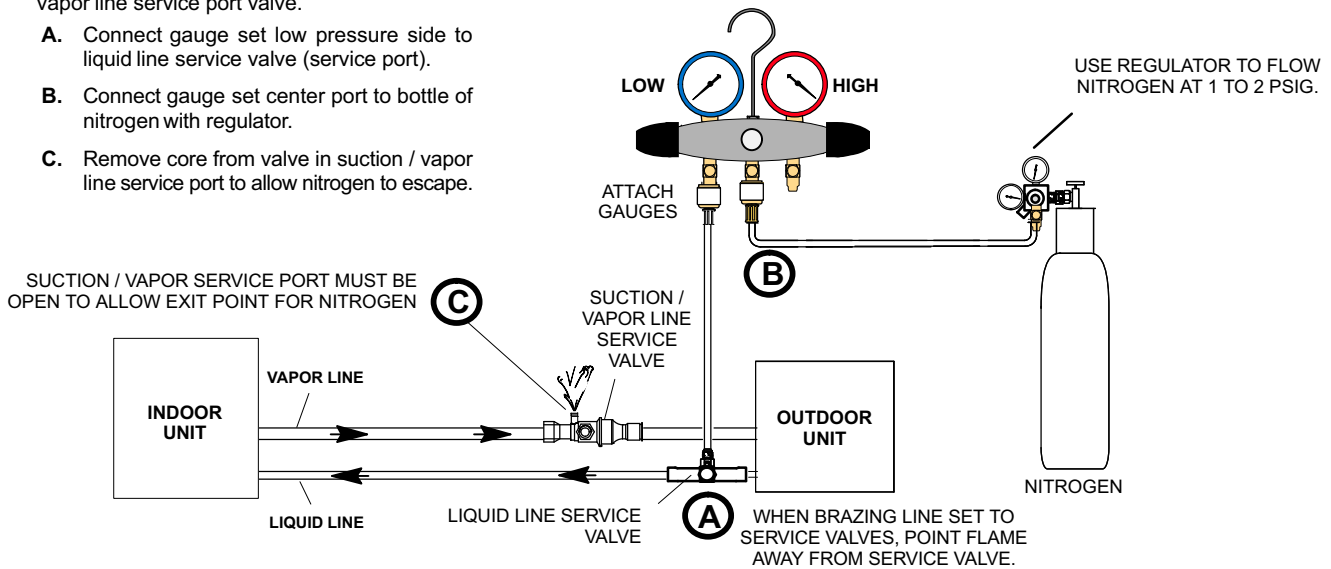 vapor line service port valve.
A. Connect gauge set low pressure side to
liquid line service valve (service port).
B. Connect gauge set center port to bottle of
nitrogen with regulator.
C. Remove core from valve in suction / vapor
line service port to allow nitrogen to escape.
LOW
HIGH
USE REGULATOR TO FLOW
NITROGEN AT 1 TO 2 PSIG.
ATTACH
GAUGES
B
SUCTION / VAPOR SERVICE PORT MUST BE
OPEN TO ALLOW EXIT POINT FOR NITROGEN
C
SUCTION /
VAPOR LINE
SERVICE
VALVE
VAPOR LINE
INDOOR
UNIT
OUTDOOR
UNIT
NITROGEN
LIQUID LINE
LIQUID LINE SERVICE
VALVE
A
WHEN BRAZING LINE SET TO
SERVICE VALVES, POINT FLAME
AWAY FROM SERVICE VALVE.